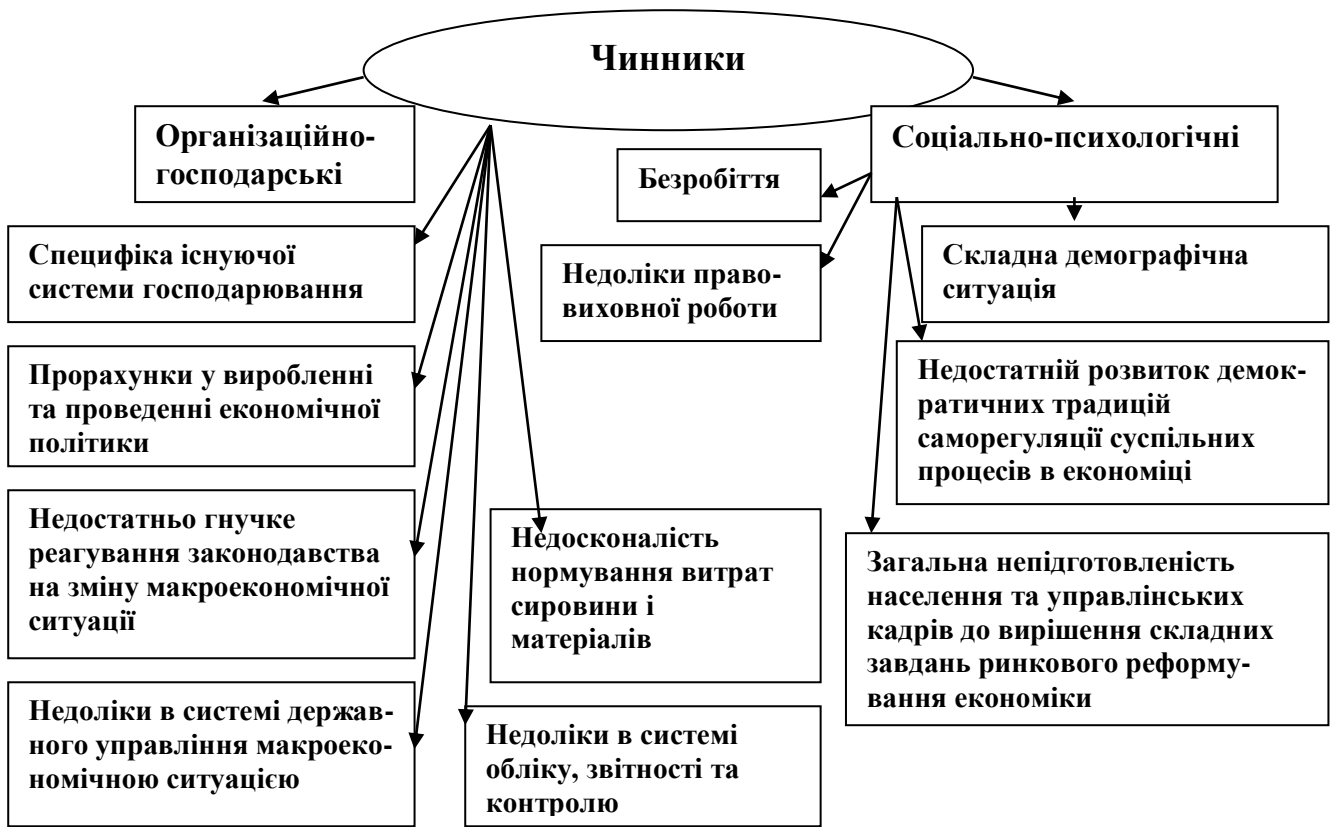 Чинники
Організаційно-
господарські
Соціально-психологічні
Безробіття
Специфіка існуючої
системи господарювання
Недоліки право-
виховної роботи
Складна демографічна
ситуація
Прорахунки у виробленні
та проведенні економічної
політики
Недостатній розвиток демок-
ратичних традицій
саморегуляції суспільних
процесів в економіці
Недостатньо гнучке
реагування законодавства
на зміну макроекономічної
ситуації
Недосконалість
нормування витрат
сировини і
матеріалів
Загальна непідготовленість
населення та управлінських
кадрів до вирішення складних
завдань ринкового реформу-
вання економіки
Недоліки в системі держав-
ного управління макроеко-
номічною ситуацією
Недоліки в системі
обліку, звітності та
контролю